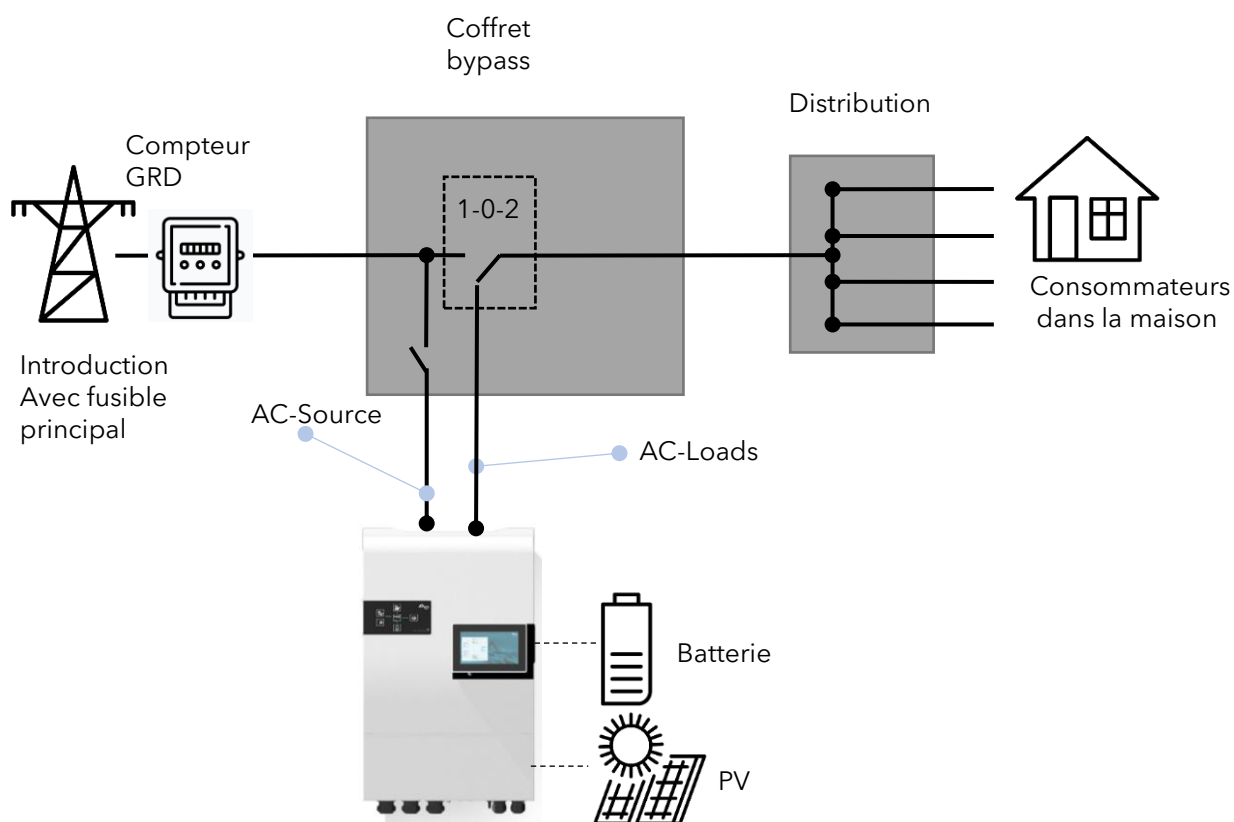 Coffret
bypass
Distribution
Compteur
GRD
1-0-2
Consommateurs
dans la maison
Introduction
Avec fusible
principal
AC-Source
AC-Loads
Batterie
PV